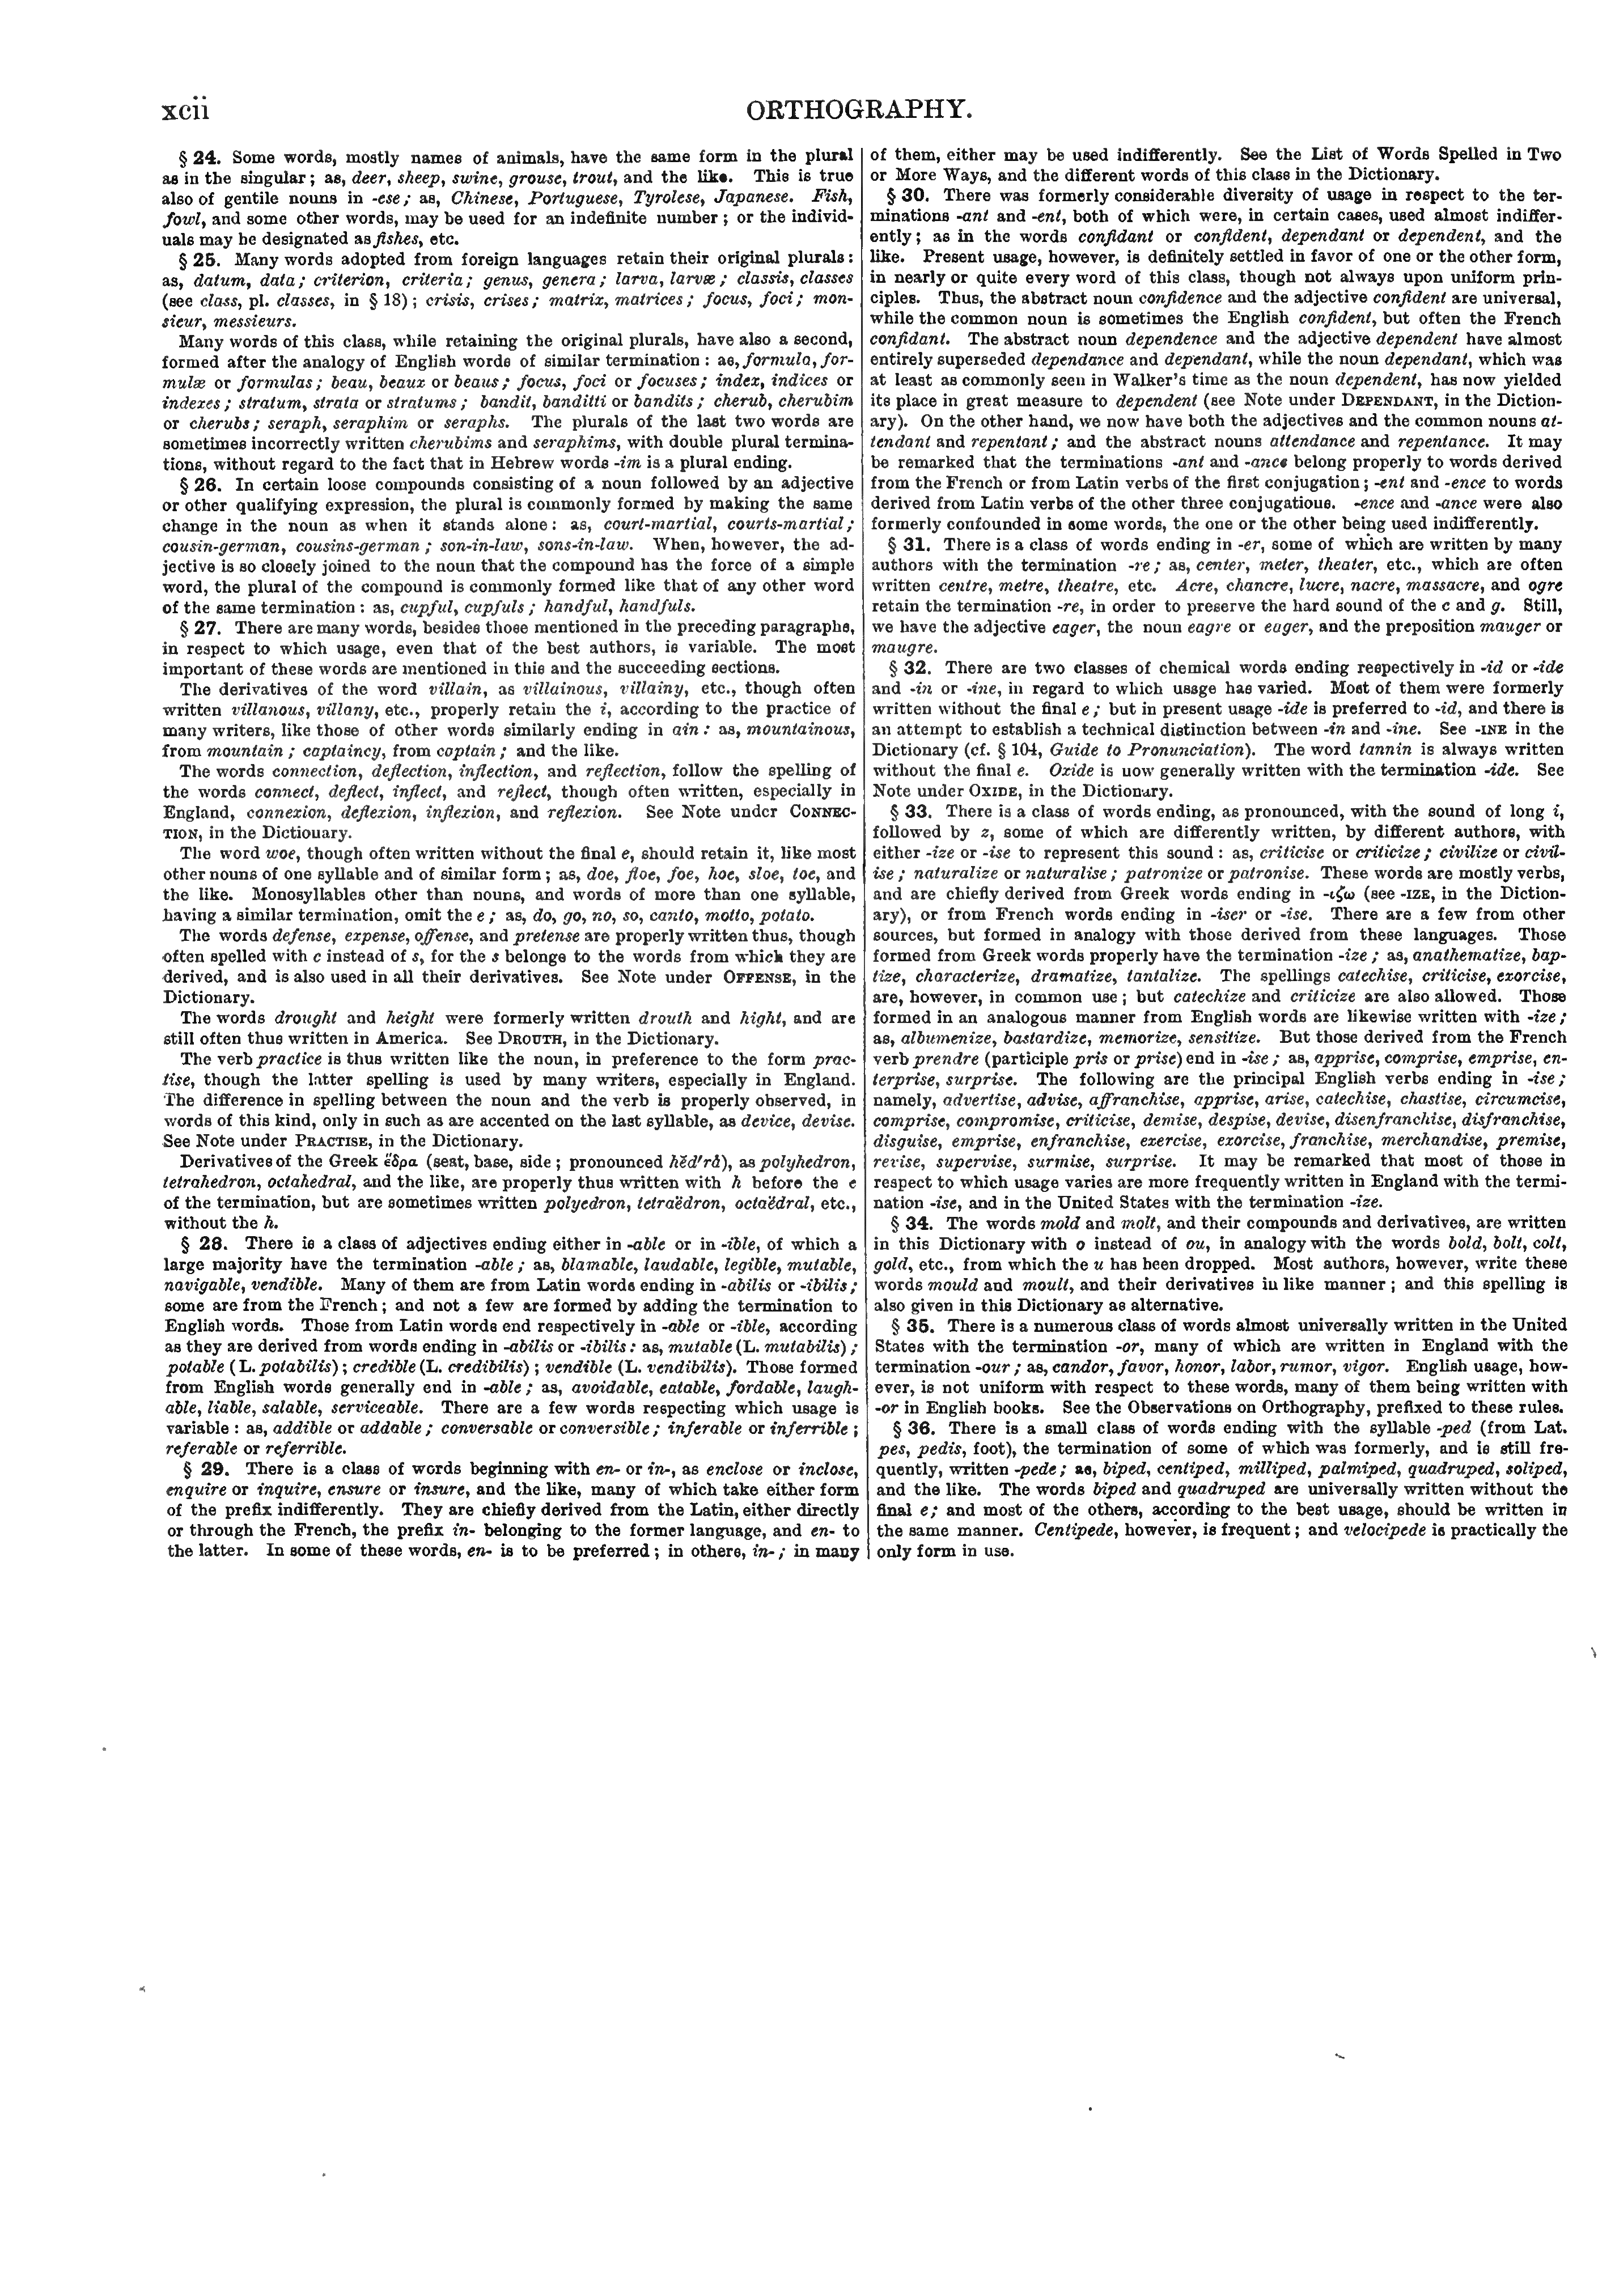 xcii
ORTHOGRAPHY.
§ 24. Some words, mostly names of animals, have the same form in the plural
as in the singular; as, deer, sheep, swine, grouse, trout, and the like. This is true
also of gentile nouns in -ese; as, Chinese, Portuguese, Tyrolese, Japanese. Fish,
fowl, and some other words, may be used for an indefinite number; or the individ-
uals may be designated as fishes, etc.
§ 25. Many words adopted from foreign languages retain their original plurals:
as, datum, data; criterion, criteria; genus, genera; larva, larvæ; classis, classes
(see class, pl. classes, in § 18); crisis, crises; matrix, matrices; focus, foci; mon-
sieur, messieurs.
Many words of this class, while retaining the original plurals, have also a second,
formed after the analogy of English words of similar termination: as, formula, for-
mulæ or formulas; beau, beaux or beaus; focus, foci or focuses; index, indices or
indexes; stratum, strata or stratums; bandit, banditti or bandits; cherub, cherubim
or cherubs; seraph, seraphim or seraphs. The plurals of the last two words are
sometimes incorrectly written cherubims and seraphims, with double plural termina-
tions, without regard to the fact that in Hebrew words -im is a plural ending.
§ 26. In certain loose compounds consisting of a noun followed by an adjective
or other qualifying expression, the plural is commonly formed by making the same
change in the noun as when it stands alone: as, court-martial, courts-martial;
cousin-german, cousins-german; son-in-law, sons-in-law. When, however, the ad-
jective is so closely joined to the noun that the compound has the force of a simple
word, the plural of the compound is commonly formed like that of any other word
of the same termination: as, cupful, cupfuls; handful, handfuls.
§ 27. There are many words, besides those mentioned in the preceding paragraphs,
in respect to which usage, even that of the best authors, is variable. The most
important of these words are mentioned in this and the succeeding sections.
The derivatives of the word villain, as villainous, villainy, etc., though often
written villanous, villany, etc., properly retain the i, according to the practice of
many writers, like those of other words similarly ending in ain: as, mountainous,
from mountain; captaincy, from captain; and the like.
The words connection, deflection, inflection, and reflection, follow the spelling of
the words connect, deflect, inflect, and reflect, though often written, especially in
England, connexion, deflexion, inflexion, and reflexion. See Note under CONNEC-
TION, in the Dictionary.
The word woe, though often written without the final e, should retain it, like most
other nouns of one syllable and of similar form; as, doe, floe, foe, hoe, sloe, toe, and
the like. Monosyllables other than nouns, and words of more than one syllable,
having a similar termination, omit the e; as, do, go, no, so, canto, motto, potato.
The words defense, expense, offense, and pretense are properly written thus, though
often spelled with c instead of s, for the s belongs to the words from which they are
derived, and is also used in all their derivatives. See Note under OFFENSE, in the
Dictionary.
The words drought and height were formerly written drouth and hight, and are
still often thus written in America. See DROUTH, in the Dictionary.
The verb practice is thus written like the noun, in preference to the form prac-
tise, though the latter spelling is used by many writers, especially in England.
The difference in spelling between the noun and the verb is properly observed, in
words of this kind, only in such as are accented on the last syllable, as device, devise.
See Note under PRACTISE, in the Dictionary.
Derivatives of the Greek ἕδρα (seat, base, side; pronounced hĕd′rȧ), as polyhedron,
tetrahedron, octahedral, and the like, are properly thus written with h before the e
of the termination, but are sometimes written polyedron, tetraëdron, octaëdral, etc.,
without the h.
§ 28. There is a class of adjectives ending either in -able or in -ible, of which a
large majority have the termination -able; as, blamable, laudable, legible, mutable,
navigable, vendible. Many of them are from Latin words ending in -abilis or -ibilis;
some are from the French; and not a few are formed by adding the termination to
English words. Those from Latin words end respectively in -able or -ible, according
as they are derived from words ending in -abilis or -ibilis: as, mutable (L. mutabilis);
potable (L. potabilis); credible (L. credibilis); vendible (L. vendibilis). Those formed
from English words generally end in -able; as, avoidable, eatable, fordable, laugh-
able, liable, salable, serviceable. There are a few words respecting which usage is
variable: as, addible or addable; conversable or conversible; inferable or inferrible;
referable or referrible.
§ 29. There is a class of words beginning with en- or in-, as enclose or inclose,
enquire or inquire, ensure or insure, and the like, many of which take either form
of the prefix indifferently. They are chiefly derived from the Latin, either directly
or through the French, the prefix in- belonging to the former language, and en- to
the latter. In some of these words, en- is to be preferred; in others, in-; in many
of them, either may be used indifferently. See the List of Words Spelled in Two
or More Ways, and the different words of this class in the Dictionary.
§ 30. There was formerly considerable diversity of usage in respect to the ter-
minations -ant and -ent, both of which were, in certain cases, used almost indiffer-
ently; as in the words confidant or confident, dependant or dependent, and the
like. Present usage, however, is definitely settled in favor of one or the other form,
in nearly or quite every word of this class, though not always upon uniform prin-
ciples. Thus, the abstract noun confidence and the adjective confident are universal,
while the common noun is sometimes the English confident, but often the French
confidant. The abstract noun dependence and the adjective dependent have almost
entirely superseded dependance and dependant, while the noun dependant, which was
at least as commonly seen in Walker's time as the noun dependent, has now yielded
its place in great measure to dependent (see Note under DEPENDANT, in the Diction-
ary). On the other hand, we now have both the adjectives and the common nouns at-
tendant and repentant; and the abstract nouns attendance and repentance. It may
be remarked that the terminations -ant and -ance belong properly to words derived
from the French or from Latin verbs of the first conjugation; -ent and -ence to words
derived from Latin verbs of the other three conjugations. -ence and -ance were also
formerly confounded in some words, the one or the other being used indifferently.
§ 31. There is a class of words ending in -er, some of which are written by many
authors with the termination -re; as, center, meter, theater, etc., which are often
written centre, metre, theatre, etc. Acre, chancre, lucre, nacre, massacre, and ogre
retain the termination -re, in order to preserve the hard sound of the c and g. Still,
we have the adjective eager, the noun eagre or eager, and the preposition mauger or
maugre.
§ 32. There are two classes of chemical words ending respectively in -id or -ide
and -in or -ine, in regard to which usage has varied. Most of them were formerly
written without the final e; but in present usage -ide is preferred to -id, and there is
an attempt to establish a technical distinction between -in and -ine. See -INE in the
Dictionary (cf. § 104, Guide to Pronunciation). The word tannin is always written
without the final e. Oxide is now generally written with the termination -ide. See
Note under OXIDE, in the Dictionary.
§ 33. There is a class of words ending, as pronounced, with the sound of long i,
followed by z, some of which are differently written, by different authors, with
either -ize or -ise to represent this sound: as, criticise or criticize; civilize or civil-
ise; naturalize or naturalise; patronize or patronise. These words are mostly verbs,
and are chiefly derived from Greek words ending in -ιζω (see -IZE, in the Diction-
ary), or from French words ending in -iser or -ise. There are a few from other
sources, but formed in analogy with those derived from these languages. Those
formed from Greek words properly have the termination -ize; as, anathematize, bap-
tize, characterize, dramatize, tantalize. The spellings catechise, criticise, exorcise,
are, however, in common use; but catechize and criticize are also allowed. Those
formed in an analogous manner from English words are likewise written with -ize;
as, albumenize, bastardize, memorize, sensitize. But those derived from the French
verb prendre (participle pris or prise) end in -ise; as, apprise, comprise, emprise, en-
terprise, surprise. The following are the principal English verbs ending in -ise;
namely, advertise, advise, affranchise, apprise, arise, catechise, chastise, circumcise,
comprise, compromise, criticise, demise, despise, devise, disenfranchise, disfranchise,
disguise, emprise, enfranchise, exercise, exorcise, franchise, merchandise, premise,
revise, supervise, surmise, surprise. It may be remarked that most of those in
respect to which usage varies are more frequently written in England with the termi-
nation -ise, and in the United States with the termination -ize.
§ 34. The words mold and molt, and their compounds and derivatives, are written
in this Dictionary with o instead of ou, in analogy with the words bold, bolt, colt,
gold, etc., from which the u has been dropped. Most authors, however, write these
words mould and moult, and their derivatives in like manner; and this spelling is
also given in this Dictionary as alternative.
§ 35. There is a numerous class of words almost universally written in the United
States with the termination -or, many of which are written in England with the
termination -our; as, candor, favor, honor, labor, rumor, vigor. English usage, how-
ever, is not uniform with respect to these words, many of them being written with
-or in English books. See the Observations on Orthography, prefixed to these rules.
§ 36. There is a small class of words ending with the syllable -ped (from Lat.
pes, pedis, foot), the termination of some of which was formerly, and is still fre-
quently, written -pede; as, biped, centiped, milliped, palmiped, quadruped, soliped,
and the like. The words biped and quadruped are universally written without the
final e; and most of the others, according to the best usage, should be written in
the same manner. Centipede, however, is frequent; and velocipede is practically the
only form in use.